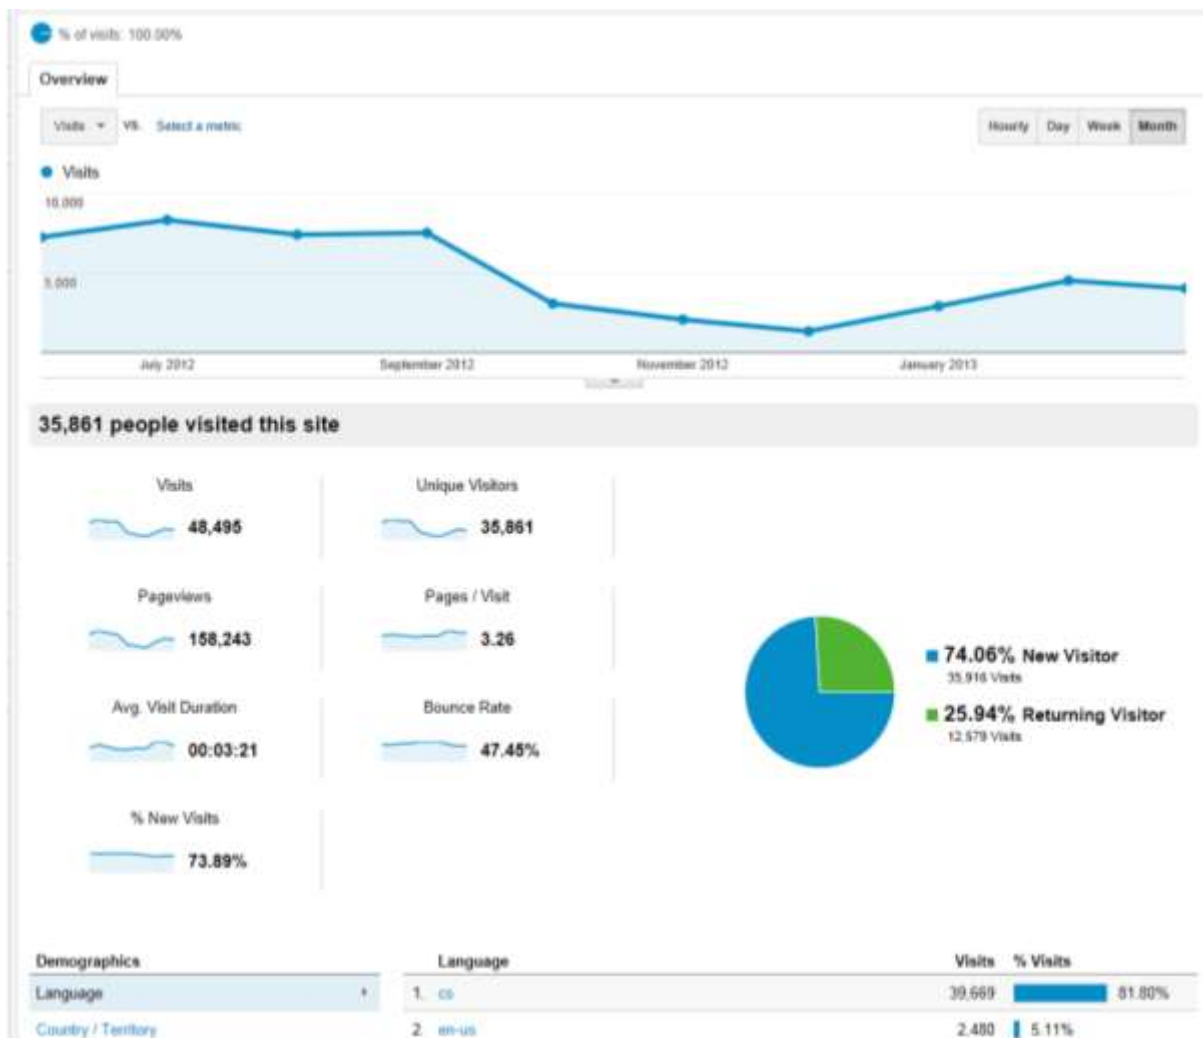 % of visits: 100.00%
Overview
Visits VS. Select a metric
Hourly Day Week Month
Visits
10,000
5,000
July 2012 September 2012 November 2012 January 2013
35,861 people visited this site
Visits
48,495
Unique Visitors
35,861
Pageviews
158,243
Pages / Visit
3.26
Avg. Visit Duration
00:03:21
Bounce Rate
47.45%
% New Visits
73.89%
74.06% New Visitor
35,916 Visits
25.94% Returning Visitor
12,579 Visits
Demographics
Language
Country / Territory
Language Visits % Visits
1. cs 39,669 81.80%
2. en-us 2,480 5.11%